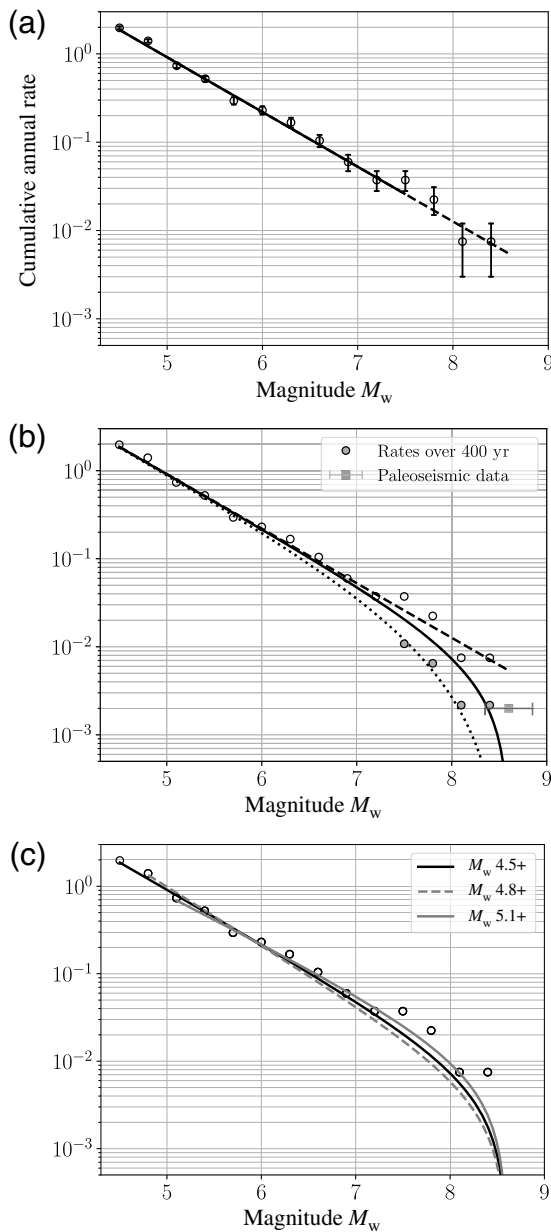 (a)
10^0
10^-1
10^-2
10^-3
Cumulative annual rate
5 6 7 8 9
Magnitude M_w
(b)
Rates over 400 yr
Paleoseismic data
10^0
10^-1
10^-2
10^-3
5 6 7 8 9
Magnitude M_w
(c)
M_w 4.5+
M_w 4.8+
M_w 5.1+
10^0
10^-1
10^-2
10^-3
5 6 7 8 9
Magnitude M_w